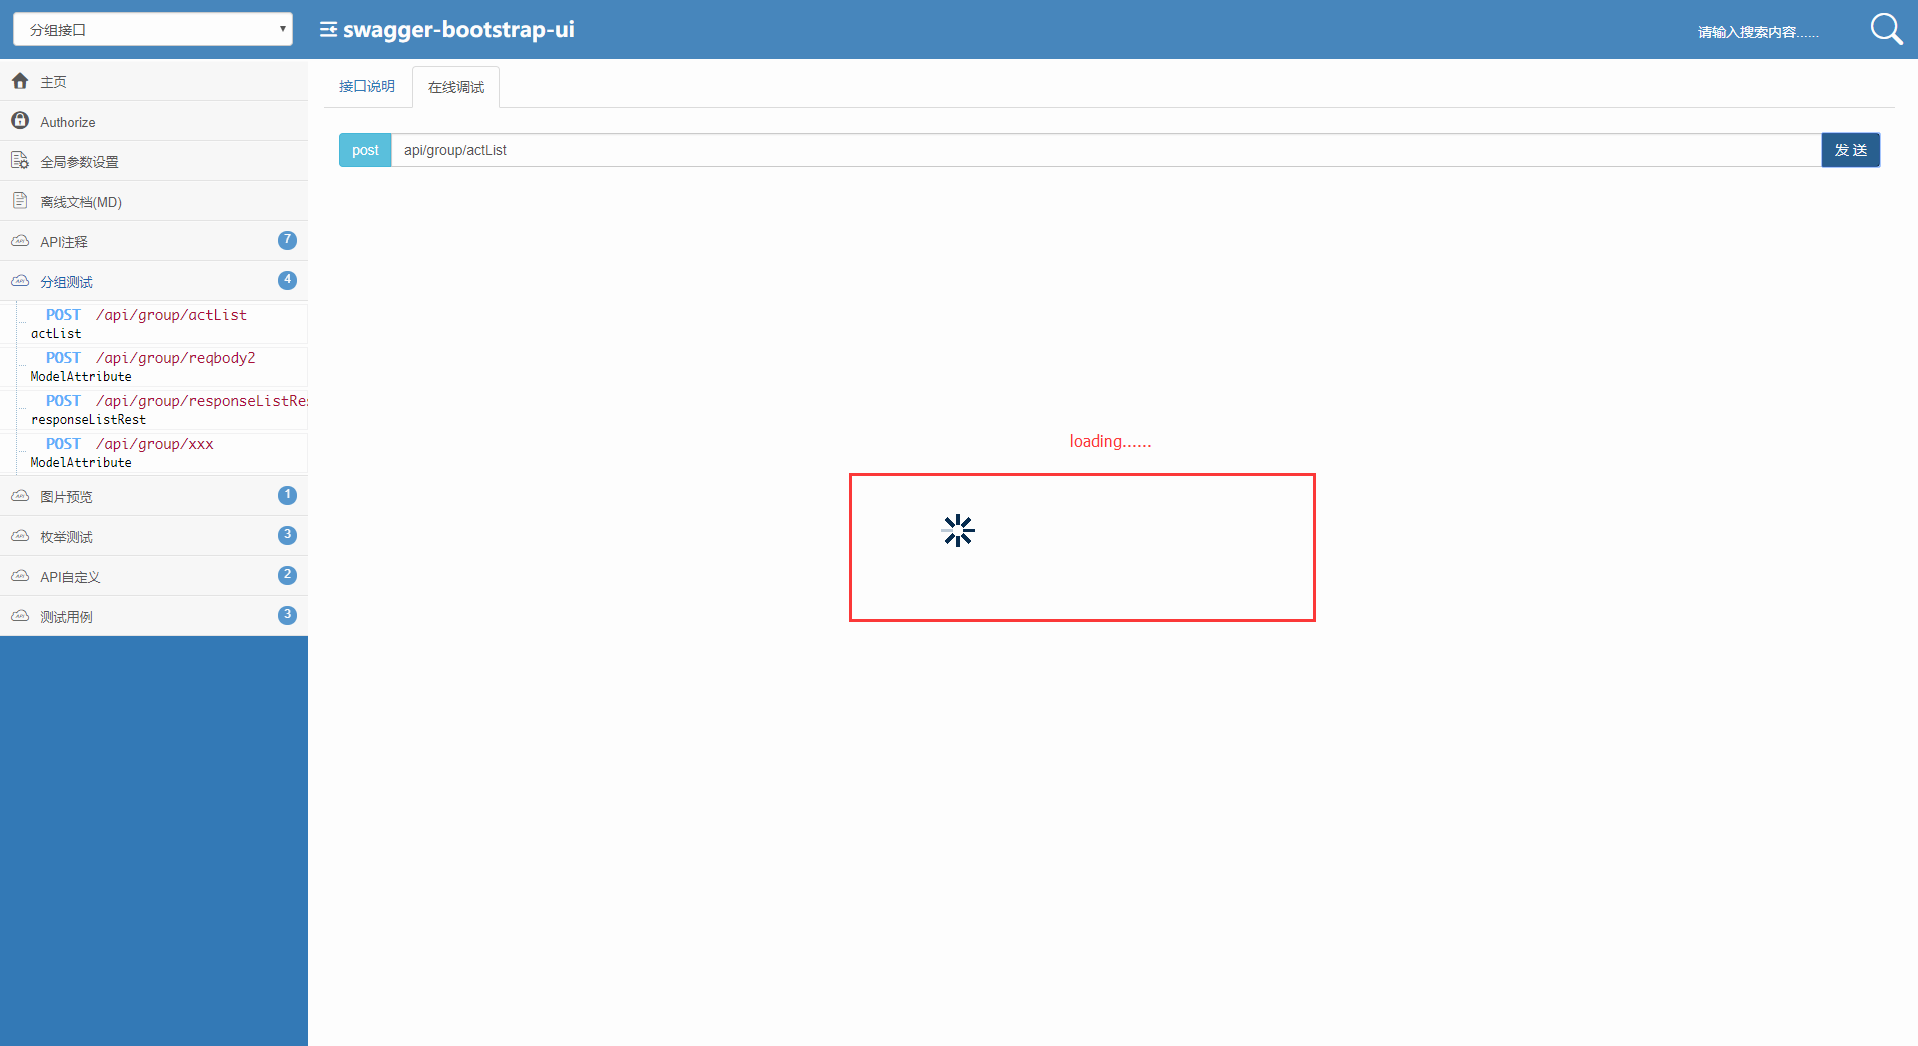 分组接口
swagger-bootstrap-ui
请输入搜索内容......
主页
Authorize
全局参数设置
离线文档(MD)
API注释 7
分组测试 4
POST /api/group/actList
actList
POST /api/group/reqbody2
ModelAttribute
POST /api/group/responseListRe
responseListRest
POST /api/group/xxx
ModelAttribute
图片预览 1
枚举测试 3
API自定义 2
测试用例 3
接口说明 在线调试
post api/group/actList 发 送
loading......